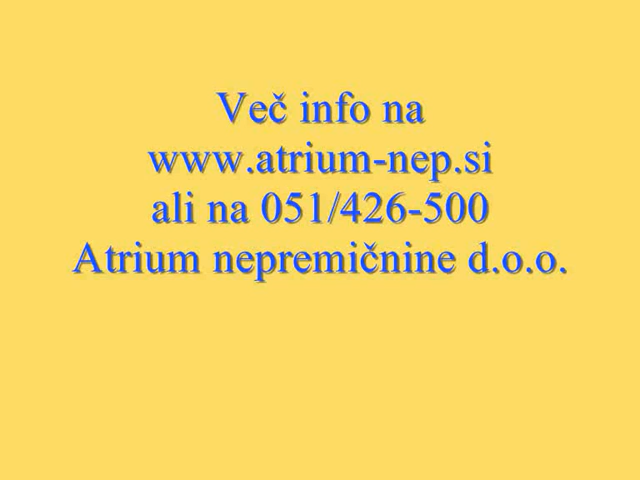 Več info na
www.atrium-nep.si
ali na 051/426-500
Atrium nepremičnine d.o.o.